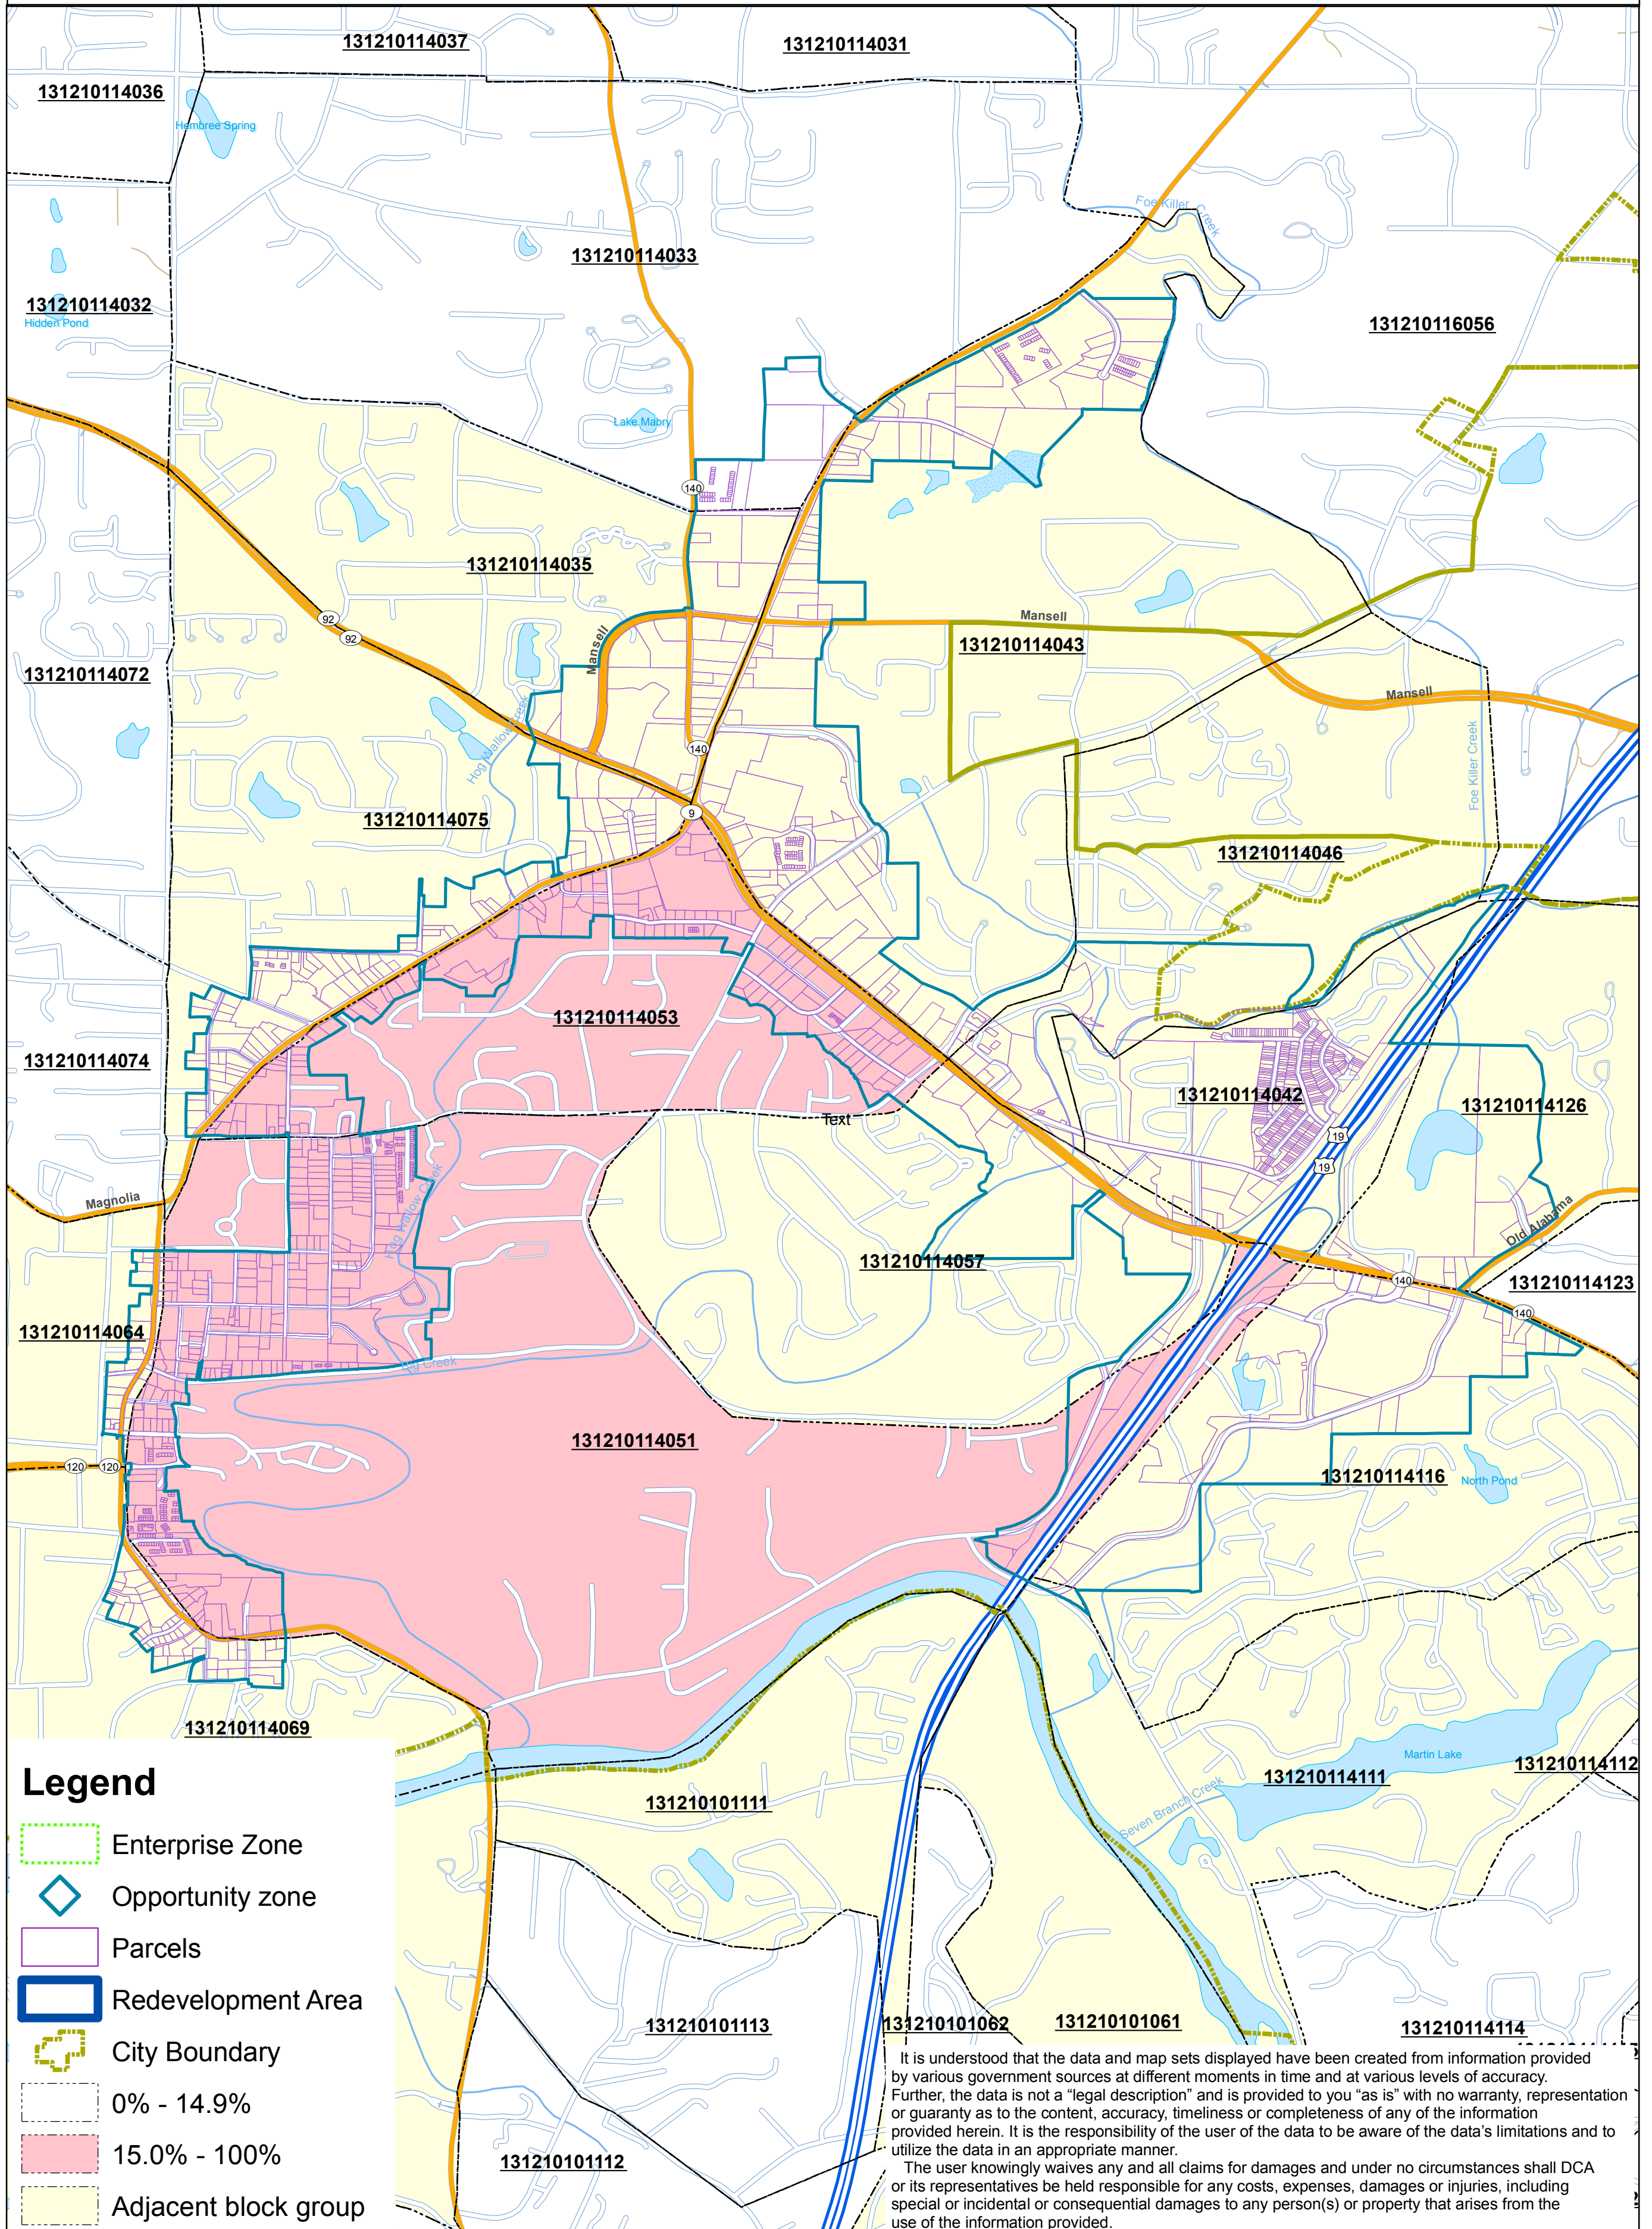 131210114037
131210114031
131210114036
Hembree Spring
Foe Killer Creek
131210114033
131210114032
Hidden Pond
131210116056
Lake Mabry
140
131210114035
92
92
Mansell
Mansell
131210114043
131210114072
Mansell
Hog Wallow Creek
140
Foe Killer Creek
9
131210114075
131210114046
131210114053
131210114074
131210114042
131210114126
Text
19
19
Magnolia
Hog Wallow Creek
Old Alabama
131210114057
140
131210114123
140
131210114064
Big Creek
131210114051
120
120
131210114116
North Pond
131210114069
Martin Lake
131210114112
131210114111
131210101111
Seven Branch Creek
131210101113
131210101062
131210101061
131210114114
131210101112
Legend
Enterprise Zone
Opportunity zone
Parcels
Redevelopment Area
City Boundary
0% - 14.9%
15.0% - 100%
Adjacent block group
It is understood that the data and map sets displayed have been created from information provided
by various government sources at different moments in time and at various levels of accuracy.
Further, the data is not a “legal description” and is provided to you “as is” with no warranty, representation
or guaranty as to the content, accuracy, timeliness or completeness of any of the information
provided herein. It is the responsibility of the user of the data to be aware of the data’s limitations and to
utilize the data in an appropriate manner.
The user knowingly waives any and all claims for damages and under no circumstances shall DCA
or its representatives be held responsible for any costs, expenses, damages or injuries, including
special or incidental or consequential damages to any person(s) or property that arises from the
use of the information provided.